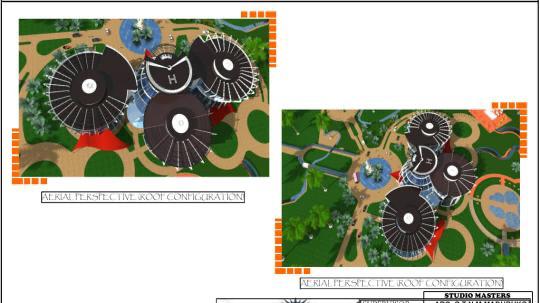 H
AERIAL PERSPECTIVE (ROOF CONFIGURATION)
H
AERIAL PERSPECTIVE (ROOF CONFIGURATION)
STUDIO MASTERS